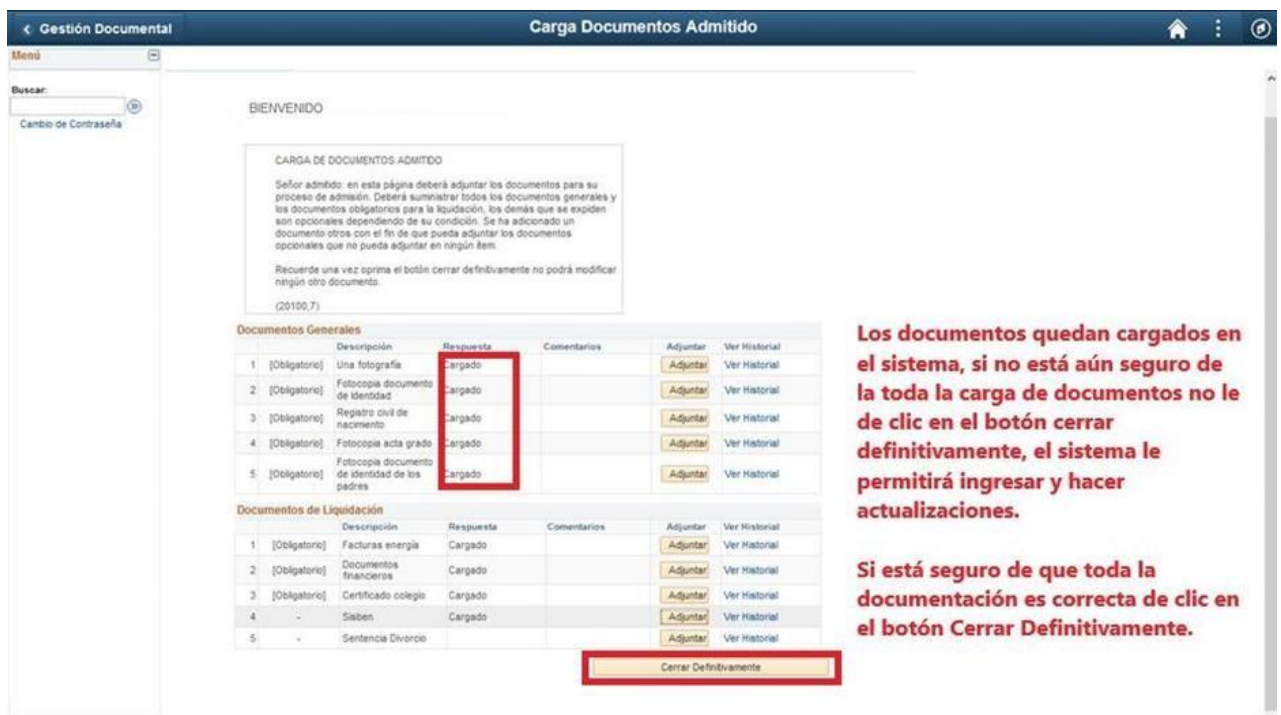 Gestión Documental
Carga Documentos Admitido
Menú
Buscar:
Cambio de Contraseña
BIENVENIDO
CARGA DE DOCUMENTOS ADMITIDO
Señor admitido: en esta página deberá adjuntar los documentos para su
proceso de admisión. Deberá suministrar todos los documentos generales y
los documentos obligatorios para la liquidación, los demás que se expiden
son opcionales dependiendo de su condición. Se ha adicionado un
documento otros con el fin de que pueda adjuntar los documentos
opcionales que no pueda adjuntar en ningún ítem.
Recuerde una vez oprima el botón cerrar definitivamente no podrá modificar
ningún otro documento.
(20100,7)
Documentos Generales
Descripción Respuesta Comentarios Adjuntar Ver Historial
1 [Obligatorio] Una fotografía Cargado Adjuntar Ver Historial
2 [Obligatorio] Fotocopia documento de identidad Cargado Adjuntar Ver Historial
3 [Obligatorio] Registro civil de nacimiento Cargado Adjuntar Ver Historial
4 [Obligatorio] Fotocopia acta grado Cargado Adjuntar Ver Historial
5 [Obligatorio] Fotocopia documento de identidad de los padres Cargado Adjuntar Ver Historial
Documentos de Liquidación
Descripción Respuesta Comentarios Adjuntar Ver Historial
1 [Obligatorio] Facturas energía Cargado Adjuntar Ver Historial
2 [Obligatorio] Documentos financieros Cargado Adjuntar Ver Historial
3 [Obligatorio] Certificado colegio Cargado Adjuntar Ver Historial
4 - Sisben Cargado Adjuntar Ver Historial
5 - Sentencia Divorcio Adjuntar Ver Historial
Cerrar Definitivamente
Los documentos quedan cargados en
el sistema, si no está aún seguro de
la toda la carga de documentos no le
de clic en el botón cerrar
definitivamente, el sistema le
permitirá ingresar y hacer
actualizaciones.
Si está seguro de que toda la
documentación es correcta de clic en
el botón Cerrar Definitivamente.